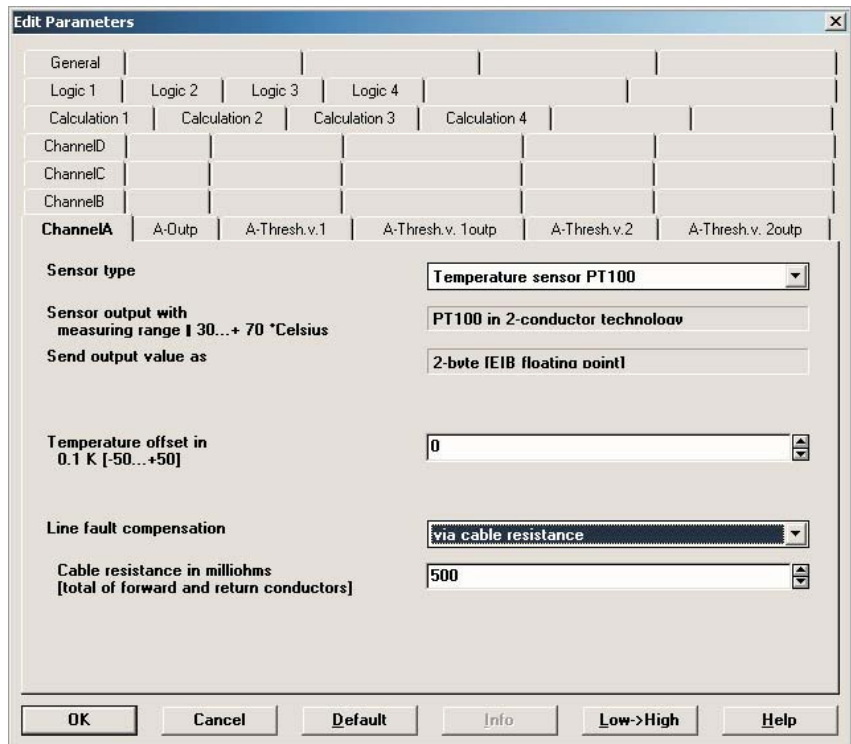 Edit Parameters
General
Logic 1 Logic 2 Logic 3 Logic 4
Calculation 1 Calculation 2 Calculation 3 Calculation 4
ChannelD
ChannelC
ChannelB
ChannelA A-Outp A-Thresh.v.1 A-Thresh.v. 1outp A-Thresh.v.2 A-Thresh.v. 2outp
Sensor type Temperature sensor PT100
Sensor output with
measuring range ‖ 30...+ 70 °Celsius PT100 in 2-conductor technology
Send output value as 2-byte [EIB floating point]
Temperature offset in 0
0.1 K [-50...+50]
Line fault compensation via cable resistance
Cable resistance in milliohms 500
[total of forward and return conductors]
OK Cancel Default Info Low->High Help